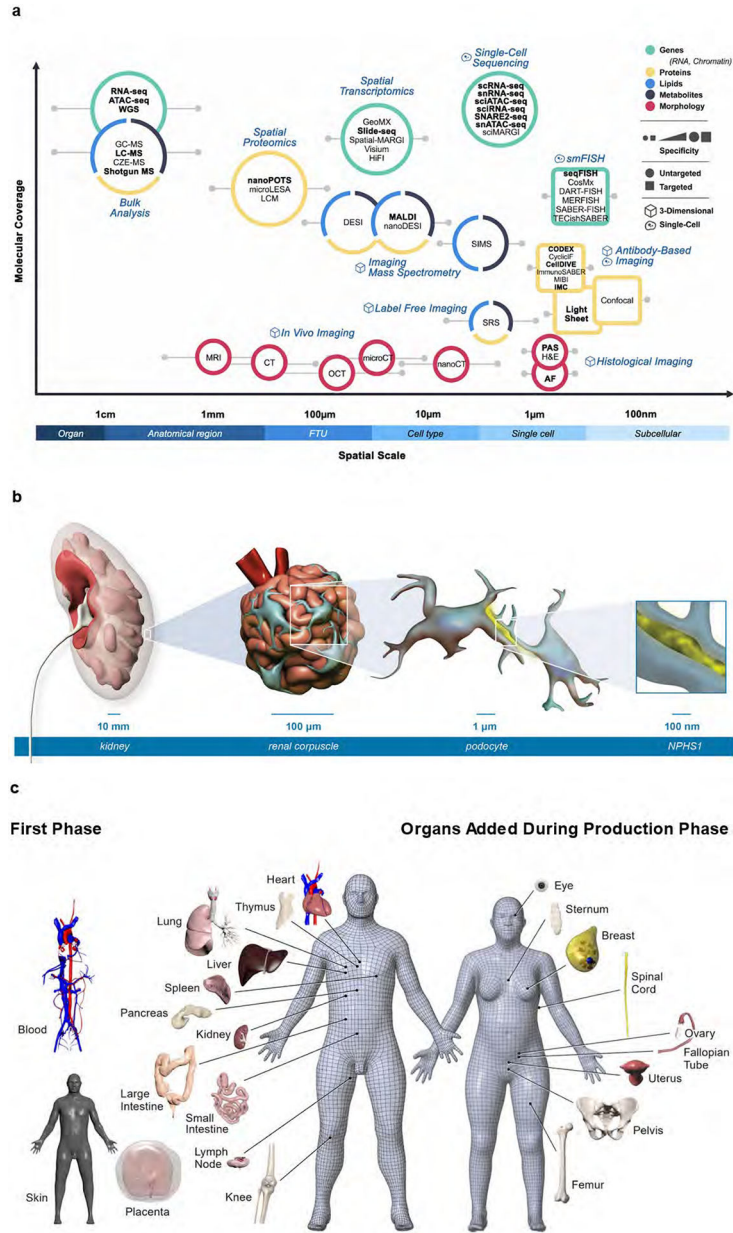 a
Single-Cell
Sequencing
Genes
(RNA, Chromatin)
Proteins
Lipids
Metabolites
Morphology
Specificity
Untargeted
Targeted
3-Dimensional
Single-Cell
Molecular Coverage
RNA-seq
ATAC-seq
WGS
GC-MS
LC-MS
CZE-MS
Shotgun MS
Bulk
Analysis
Spatial
Proteomics
nanoPOTS
microLESA
LCM
Spatial
Transcriptomics
GeoMX
Slide-seq
Spatial-MARGI
Visium
HiFI
scRNA-seq
snRNA-seq
sciATAC-seq
sciRNA-seq
SNARE2-seq
snATAC-seq
sciMARGI
smFISH
seqFISH
CosMx
DART-FISH
MERFISH
SABER-FISH
TECishSABER
DESI
MALDI
nanoDESI
Imaging
Mass Spectrometry
SIMS
CODEX
CyclicIF
CellDIVE
ImmunoSABER
MIBI
IMC
Antibody-Based
Imaging
Light
Sheet
Confocal
Label Free Imaging
SRS
In Vivo Imaging
MRI
CT
OCT
microCT
nanoCT
PAS
H&E
AF
Histological Imaging
1cm 1mm 100µm 10µm 1µm 100nm
Organ Anatomical region FTU Cell type Single cell Subcellular
Spatial Scale
b
10 mm 100 µm 1 µm 100 nm
kidney renal corpuscle podocyte NPHS1
c
First Phase
Organs Added During Production Phase
Blood
Skin
Placenta
Heart
Thymus
Lung
Liver
Spleen
Pancreas
Kidney
Large
Intestine
Small
Intestine
Lymph
Node
Knee
Eye
Sternum
Breast
Spinal
Cord
Ovary
Fallopian
Tube
Uterus
Pelvis
Femur